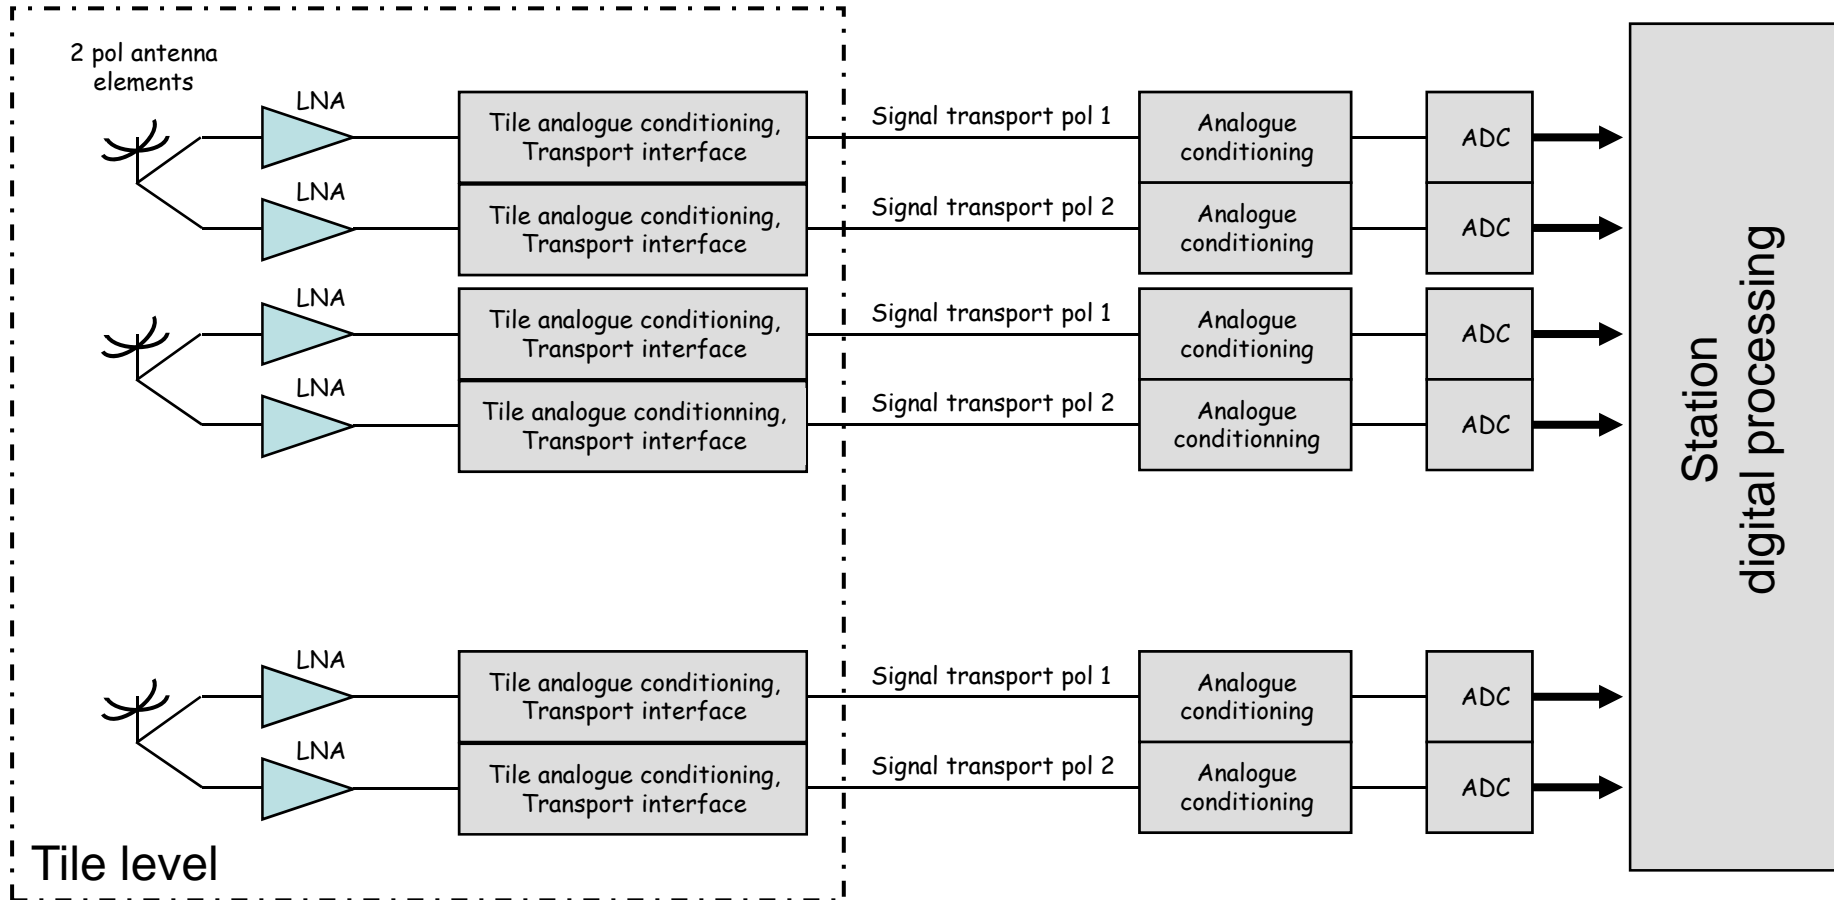 2 pol antenna
elements
LNA
Tile analogue conditioning,
Transport interface
Signal transport pol 1
Analogue
conditioning
ADC
LNA
Tile analogue conditioning,
Transport interface
Signal transport pol 2
Analogue
conditioning
ADC
LNA
Tile analogue conditioning,
Transport interface
Signal transport pol 1
Analogue
conditioning
ADC
LNA
Tile analogue conditionning,
Transport interface
Signal transport pol 2
Analogue
conditionning
ADC
LNA
Tile analogue conditioning,
Transport interface
Signal transport pol 1
Analogue
conditioning
ADC
LNA
Tile analogue conditioning,
Transport interface
Signal transport pol 2
Analogue
conditioning
ADC
Tile level
Station
digital processing